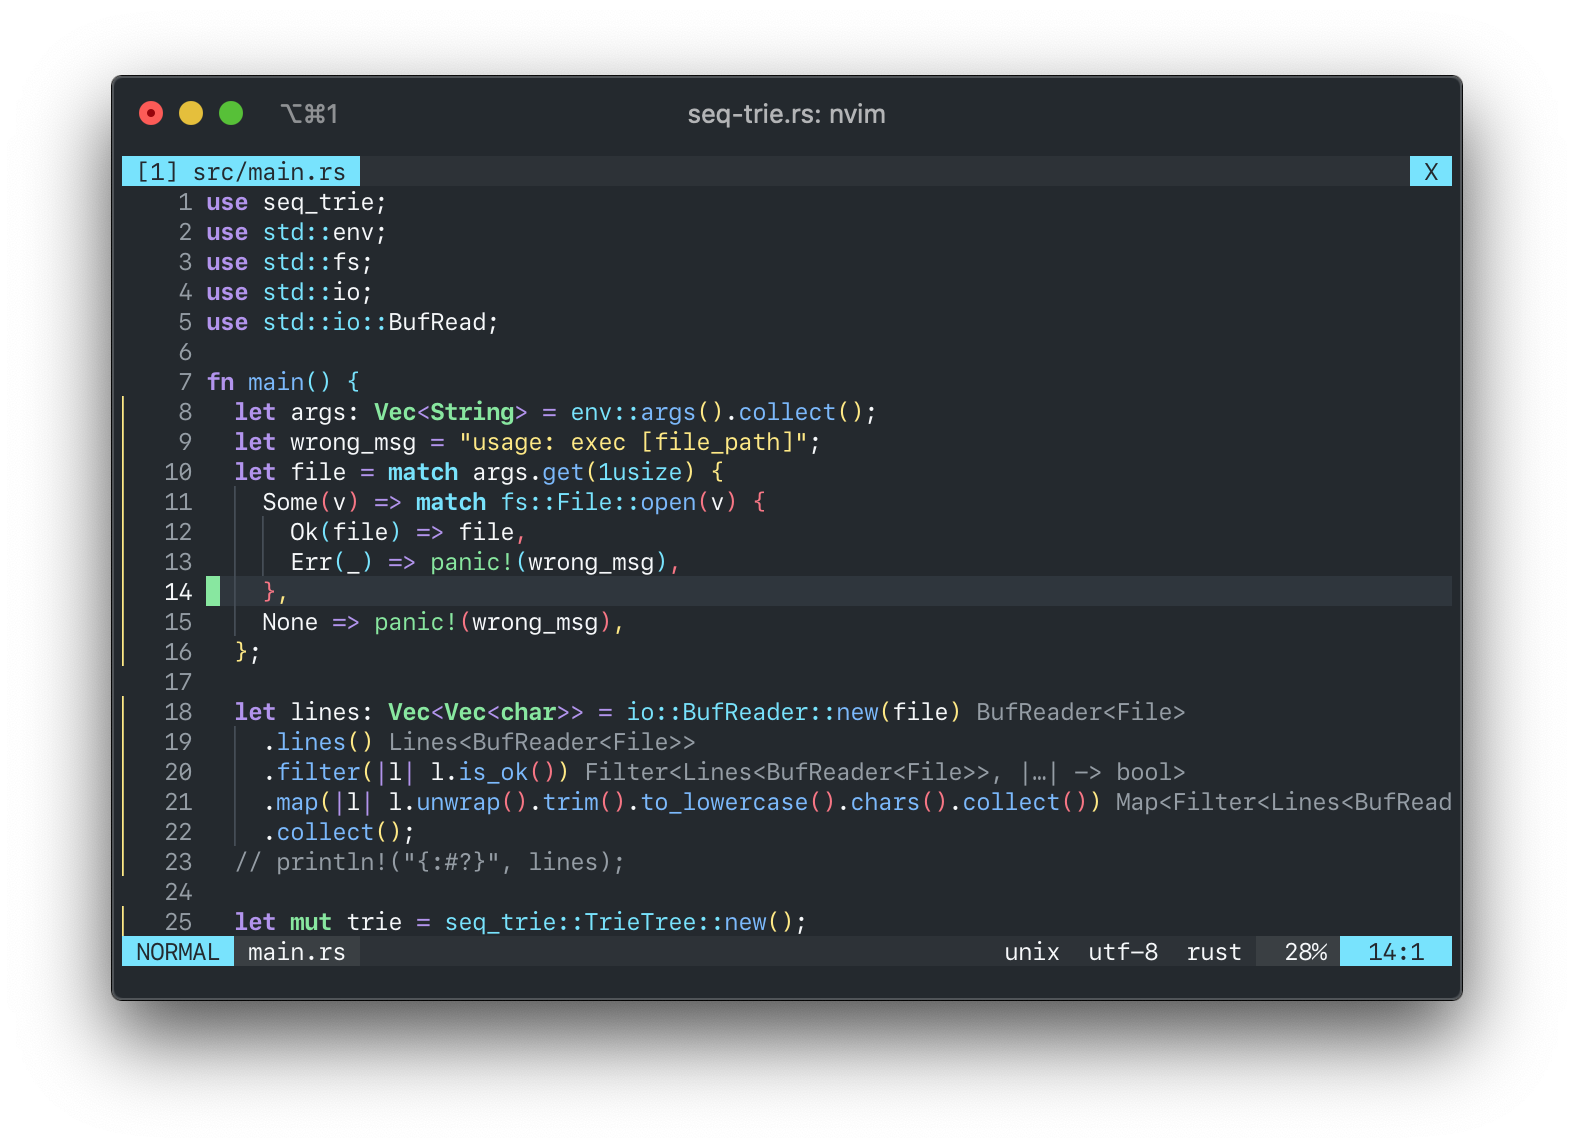 ⌥⌘1 seq-trie.rs: nvim
[1] src/main.rs X
1 use seq_trie;
2 use std::env;
3 use std::fs;
4 use std::io;
5 use std::io::BufRead;
6
7 fn main() {
8   let args: Vec<String> = env::args().collect();
9   let wrong_msg = "usage: exec [file_path]";
10   let file = match args.get(1usize) {
11     Some(v) => match fs::File::open(v) {
12       Ok(file) => file,
13       Err(_) => panic!(wrong_msg),
14     },
15     None => panic!(wrong_msg),
16   };
17
18   let lines: Vec<Vec<char>> = io::BufReader::new(file) BufReader<File>
19     .lines() Lines<BufReader<File>>
20     .filter(|l| l.is_ok()) Filter<Lines<BufReader<File>>, |…| -> bool>
21     .map(|l| l.unwrap().trim().to_lowercase().chars().collect()) Map<Filter<Lines<BufRead
22     .collect();
23   // println!("{:#?}", lines);
24
25   let mut trie = seq_trie::TrieTree::new();
NORMAL main.rs unix utf-8 rust 28% 14:1